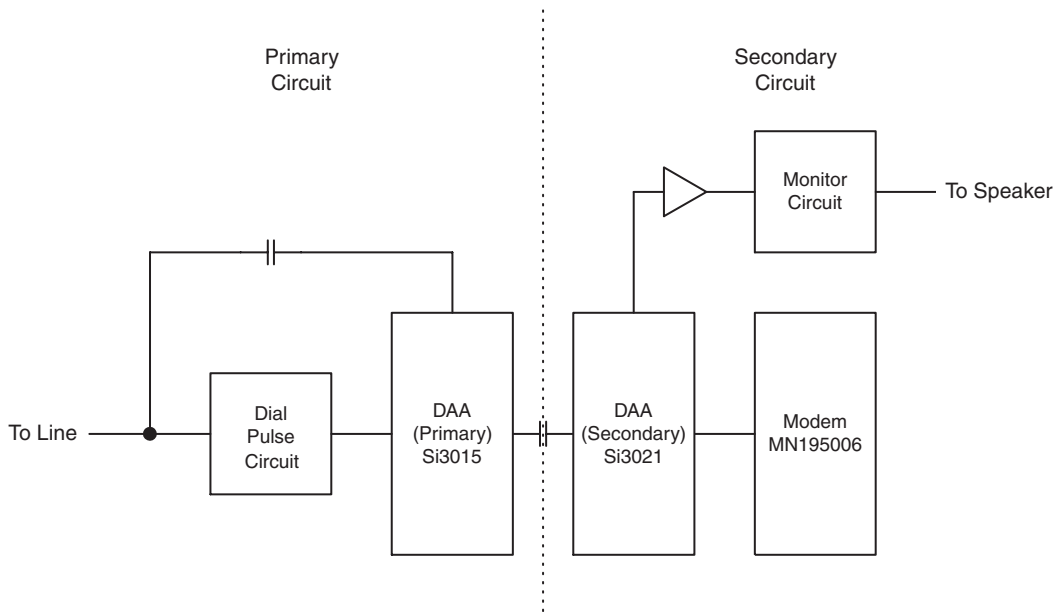 Primary
Circuit
Secondary
Circuit
Monitor
Circuit
To Speaker
To Line
Dial
Pulse
Circuit
DAA
(Primary)
Si3015
DAA
(Secondary)
Si3021
Modem
MN195006